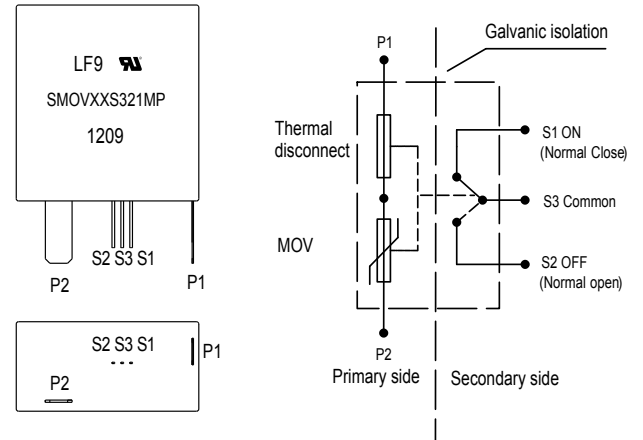 LF9 RU
SMOVXXS321MP
1209
S2 S3 S1
P2
P1
S2 S3 S1
P1
P2
Galvanic isolation
P1
Thermal
disconnect
MOV
S1 ON
(Normal Close)
S3 Common
S2 OFF
(Normal open)
P2
Primary side
Secondary side